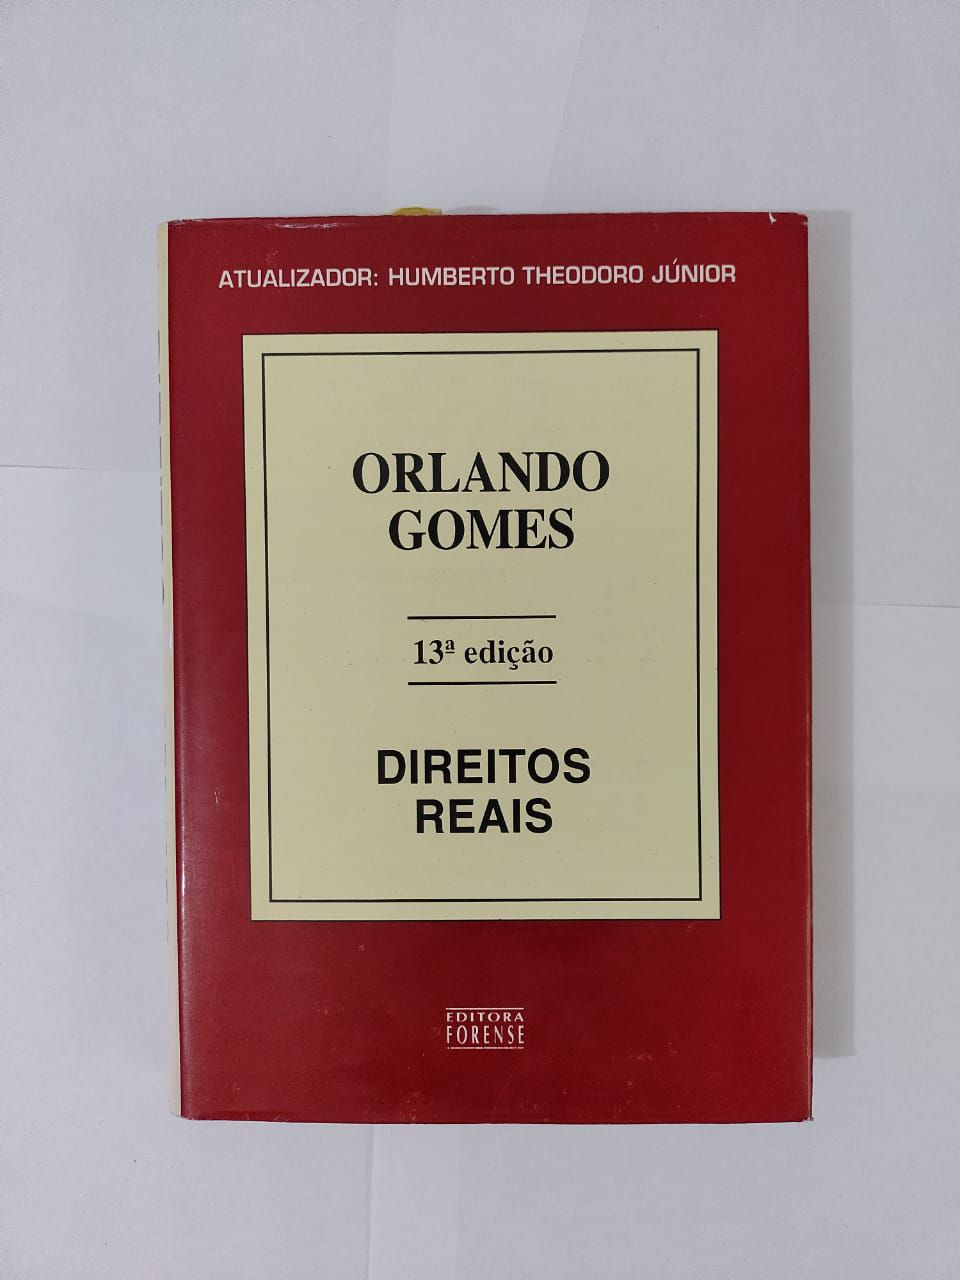 ATUALIZADOR: HUMBERTO THEODORO JÚNIOR
ORLANDO
GOMES
13ª edição
DIREITOS
REAIS
EDITORA
FORENSE